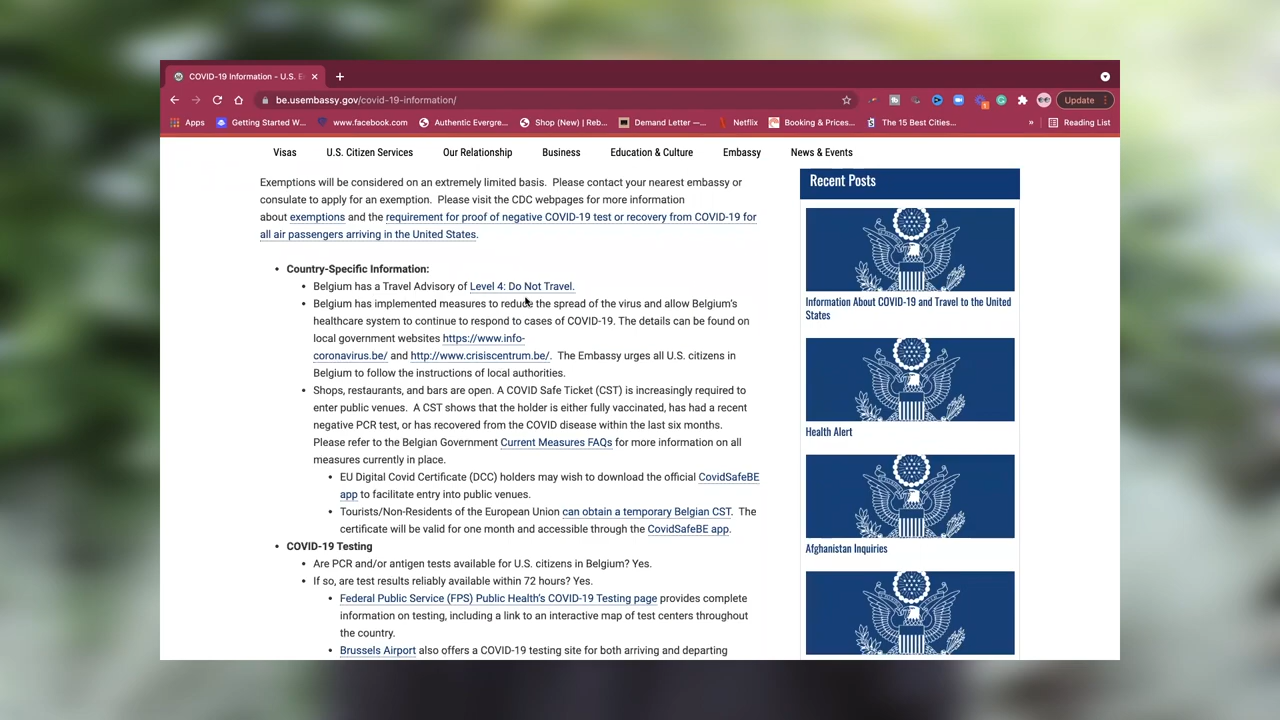 COVID-19 Information - U.S. E
be.usembassy.gov/covid-19-information/
Update
Apps
Getting Started W...
www.facebook.com
Authentic Evergre...
Shop (New) | Reb...
Demand Letter —...
Netflix
Booking & Prices...
The 15 Best Cities...
»
Reading List
Visas
U.S. Citizen Services
Our Relationship
Business
Education & Culture
Embassy
News & Events
Exemptions will be considered on an extremely limited basis.  Please contact your nearest embassy or
consulate to apply for an exemption.  Please visit the CDC webpages for more information
about exemptions and the requirement for proof of negative COVID-19 test or recovery from COVID-19 for
all air passengers arriving in the United States.
• Country-Specific Information:
• Belgium has a Travel Advisory of Level 4: Do Not Travel.
• Belgium has implemented measures to reduce the spread of the virus and allow Belgium's
healthcare system to continue to respond to cases of COVID-19. The details can be found on
local government websites https://www.info-
coronavirus.be/ and http://www.crisiscentrum.be/.  The Embassy urges all U.S. citizens in
Belgium to follow the instructions of local authorities.
• Shops, restaurants, and bars are open. A COVID Safe Ticket (CST) is increasingly required to
enter public venues.  A CST shows that the holder is either fully vaccinated, has had a recent
negative PCR test, or has recovered from the COVID disease within the last six months.
Please refer to the Belgian Government Current Measures FAQs for more information on all
measures currently in place.
• EU Digital Covid Certificate (DCC) holders may wish to download the official CovidSafeBE
app to facilitate entry into public venues.
• Tourists/Non-Residents of the European Union can obtain a temporary Belgian CST.  The
certificate will be valid for one month and accessible through the CovidSafeBE app.
• COVID-19 Testing
• Are PCR and/or antigen tests available for U.S. citizens in Belgium? Yes.
• If so, are test results reliably available within 72 hours? Yes.
• Federal Public Service (FPS) Public Health's COVID-19 Testing page provides complete
information on testing, including a link to an interactive map of test centers throughout
the country.
• Brussels Airport also offers a COVID-19 testing site for both arriving and departing
Recent Posts
Information About COVID-19 and Travel to the United
States
Health Alert
Afghanistan Inquiries